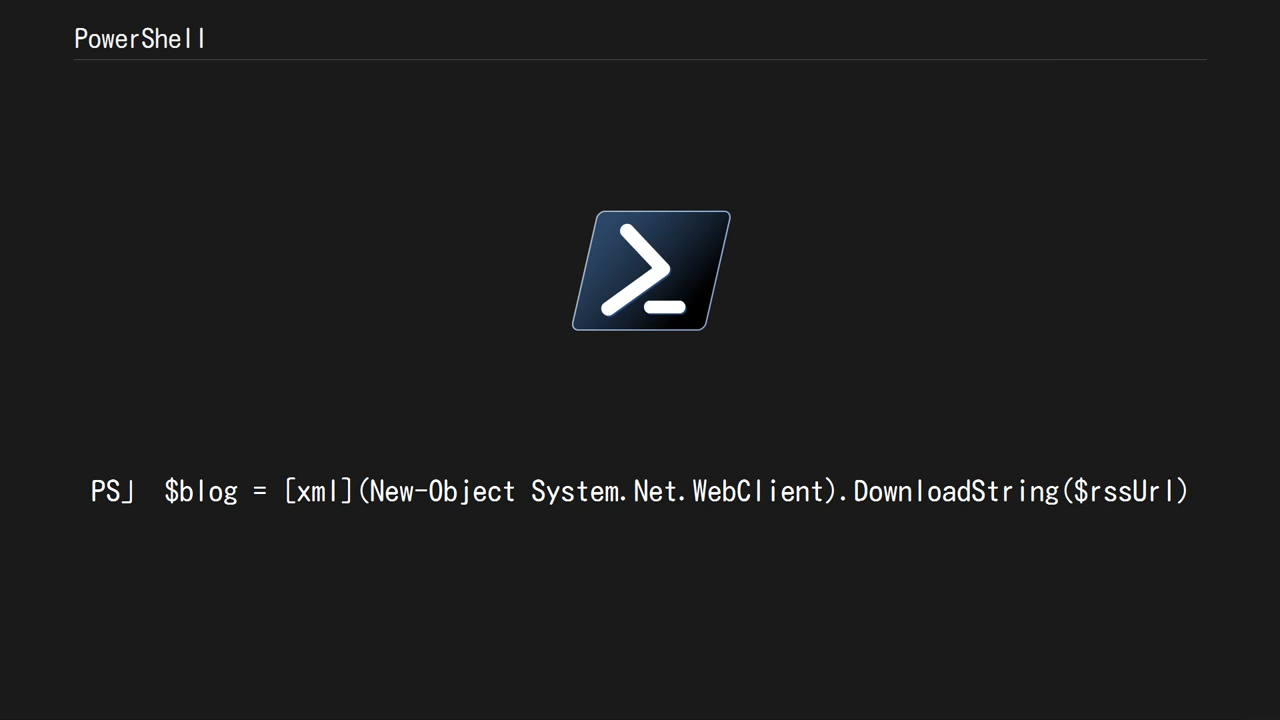 PowerShell
PS」 $blog = [xml](New-Object System.Net.WebClient).DownloadString($rssUrl)